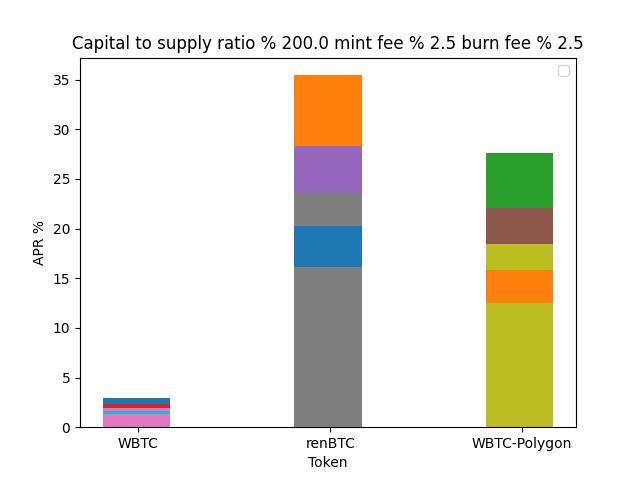 Capital to supply ratio % 200.0 mint fee % 2.5 burn fee % 2.5
35
30
25
20
15
10
5
0
APR %
WBTC
renBTC
WBTC-Polygon
Token